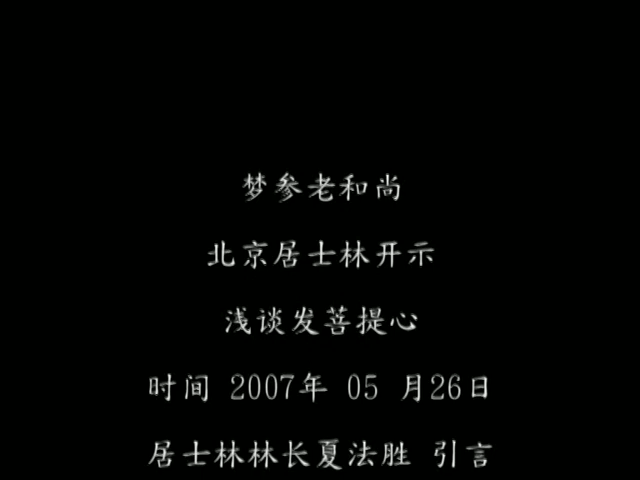 梦参老和尚
北京居士林开示
浅谈发菩提心
时间 2007年 05 月26日
居士林林长夏法胜 引言